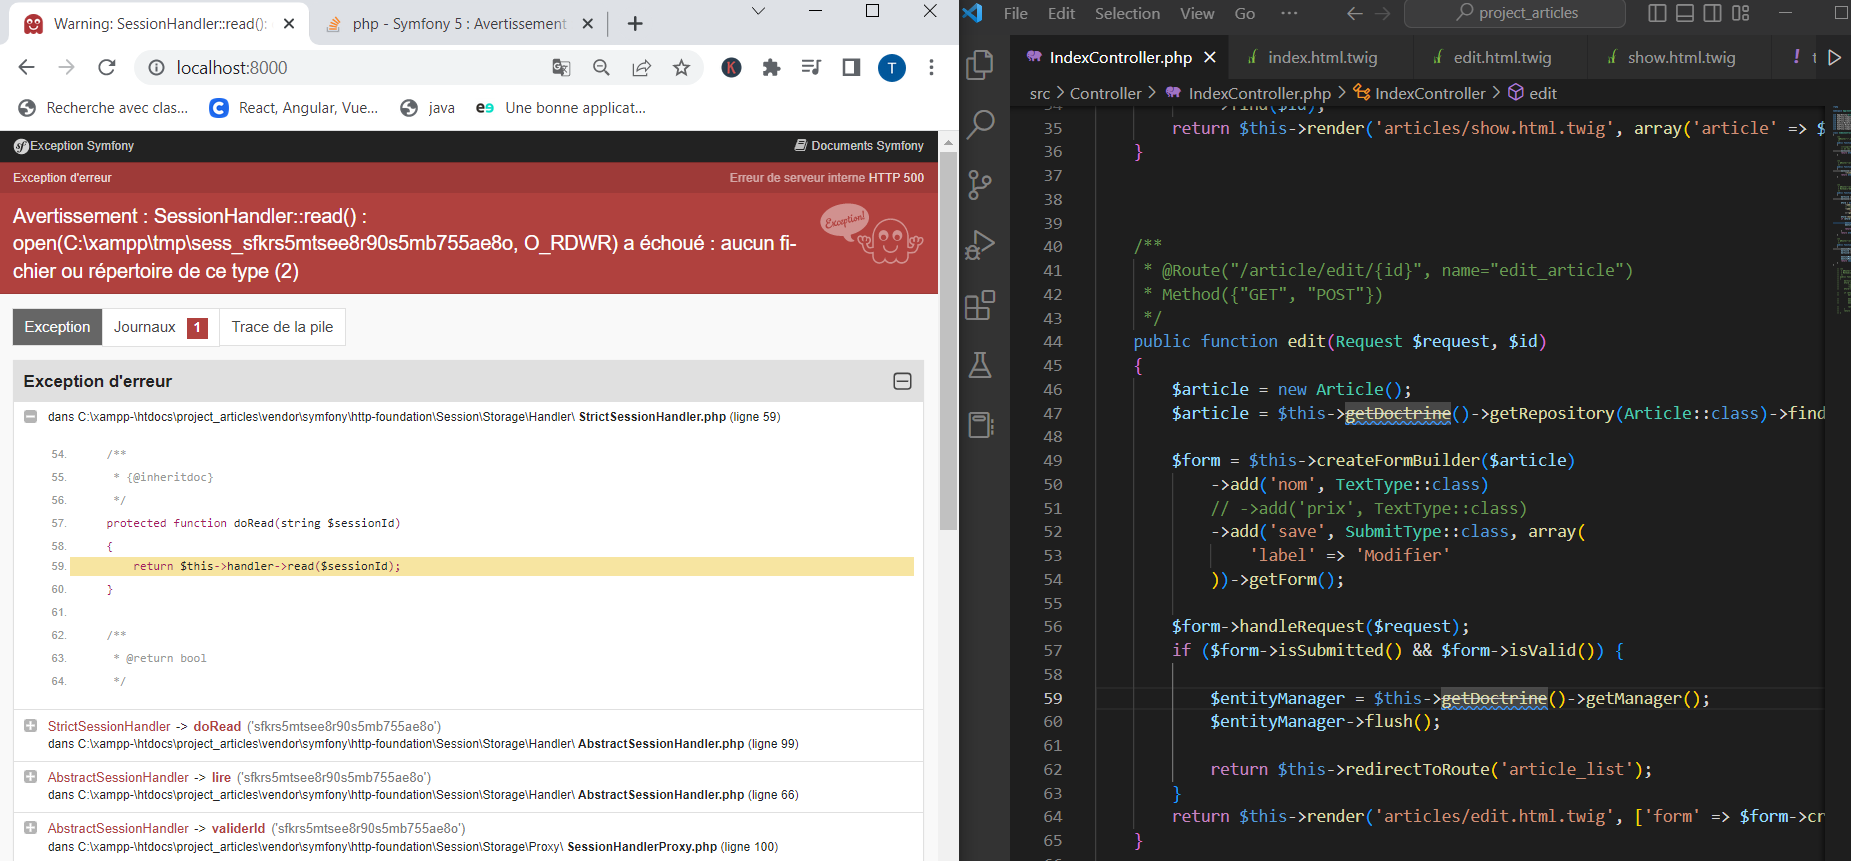 Warning: SessionHandler::read():
php - Symfony 5 : Avertissement
localhost:8000
K
T
Recherche avec clas...
C
React, Angular, Vue...
java
ee
Une bonne applicat...
sf Exception Symfony
Documents Symfony
Exception d'erreur
Erreur de serveur interne HTTP 500
Avertissement : SessionHandler::read() :
open(C:\xampp\tmp\sess_sfkrs5mtsee8r90s5mb755ae8o, O_RDWR) a échoué : aucun fi-
chier ou répertoire de ce type (2)
Exception!
Exception
Journaux 1
Trace de la pile
Exception d'erreur
dans C:\xampp-\htdocs\project_articles\vendor\symfony\http-foundation\Session\Storage\Handler\ StrictSessionHandler.php (ligne 59)
54. /**
55. * {@inheritdoc}
56. */
57. protected function doRead(string $sessionId)
58. {
59. return $this->handler->read($sessionId);
60. }
61.
62. /**
63. * @return bool
64. */
StrictSessionHandler -> doRead ('sfkrs5mtsee8r90s5mb755ae8o')
dans C:\xampp-\htdocs\project_articles\vendor\symfony\http-foundation\Session\Storage\Handler\ AbstractSessionHandler.php (ligne 99)
AbstractSessionHandler -> lire ('sfkrs5mtsee8r90s5mb755ae8o')
dans C:\xampp-\htdocs\project_articles\vendor\symfony\http-foundation\Session\Storage\Handler\ AbstractSessionHandler.php (ligne 66)
AbstractSessionHandler -> validerId ('sfkrs5mtsee8r90s5mb755ae8o')
dans C:\xampp-\htdocs\project_articles\vendor\symfony\http-foundation\Session\Storage\Proxy\ SessionHandlerProxy.php (ligne 100)
File Edit Selection View Go ... project_articles
IndexController.php index.html.twig edit.html.twig show.html.twig ! t
src > Controller > IndexController.php > IndexController > edit
34 ->find($id);
35 return $this->render('articles/show.html.twig', array('article' => $
36 }
37
38
39
40 /**
41 * @Route("/article/edit/{id}", name="edit_article")
42 * Method({"GET", "POST"})
43 */
44 public function edit(Request $request, $id)
45 {
46 $article = new Article();
47 $article = $this->getDoctrine()->getRepository(Article::class)->find
48
49 $form = $this->createFormBuilder($article)
50 ->add('nom', TextType::class)
51 // ->add('prix', TextType::class)
52 ->add('save', SubmitType::class, array(
53 'label' => 'Modifier'
54 ))->getForm();
55
56 $form->handleRequest($request);
57 if ($form->isSubmitted() && $form->isValid()) {
58
59 $entityManager = $this->getDoctrine()->getManager();
60 $entityManager->flush();
61
62 return $this->redirectToRoute('article_list');
63 }
64 return $this->render('articles/edit.html.twig', ['form' => $form->cr
65 }